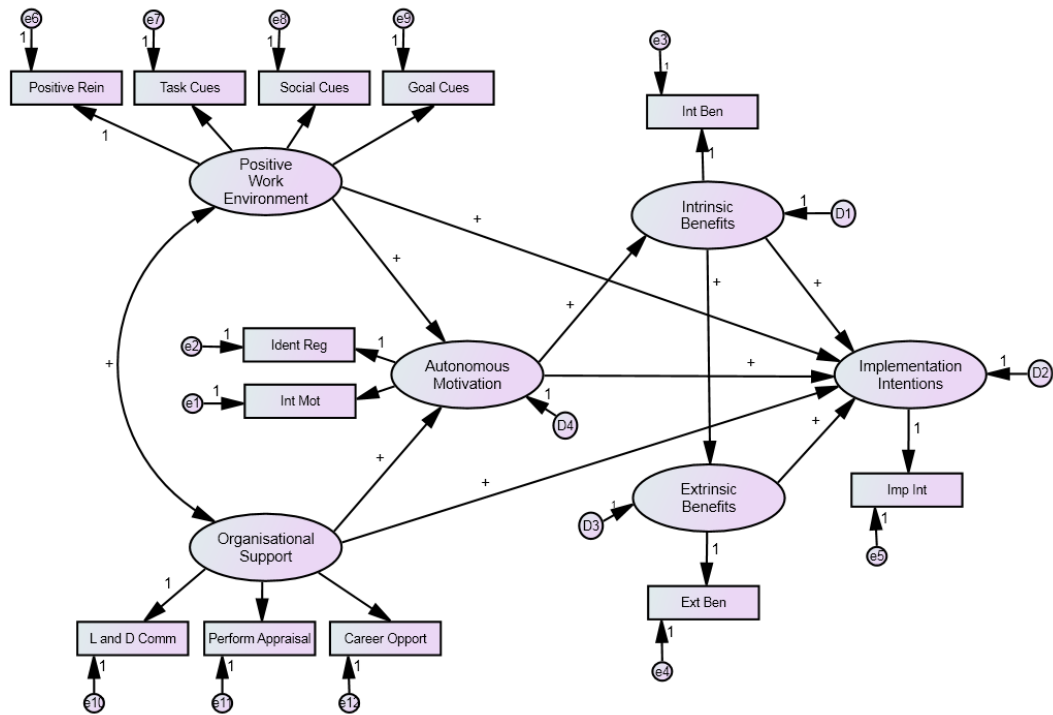 e6
e7
e8
e9
1
1
1
1
Positive Rein
Task Cues
Social Cues
Goal Cues
1
Positive
Work
Environment
e3
1
Int Ben
1
Intrinsic
Benefits
1
D1
+
+
+
+
+
+
e2
1
Ident Reg
1
e1
1
Int Mot
Autonomous
Motivation
1
D4
+
Implementation
Intentions
1
D2
+
+
+
1
Imp Int
1
e5
Organisational
Support
Extrinsic
Benefits
D3
1
1
Ext Ben
1
e4
1
L and D Comm
Perform Appraisal
Career Opport
1
1
1
e10
e11
e12